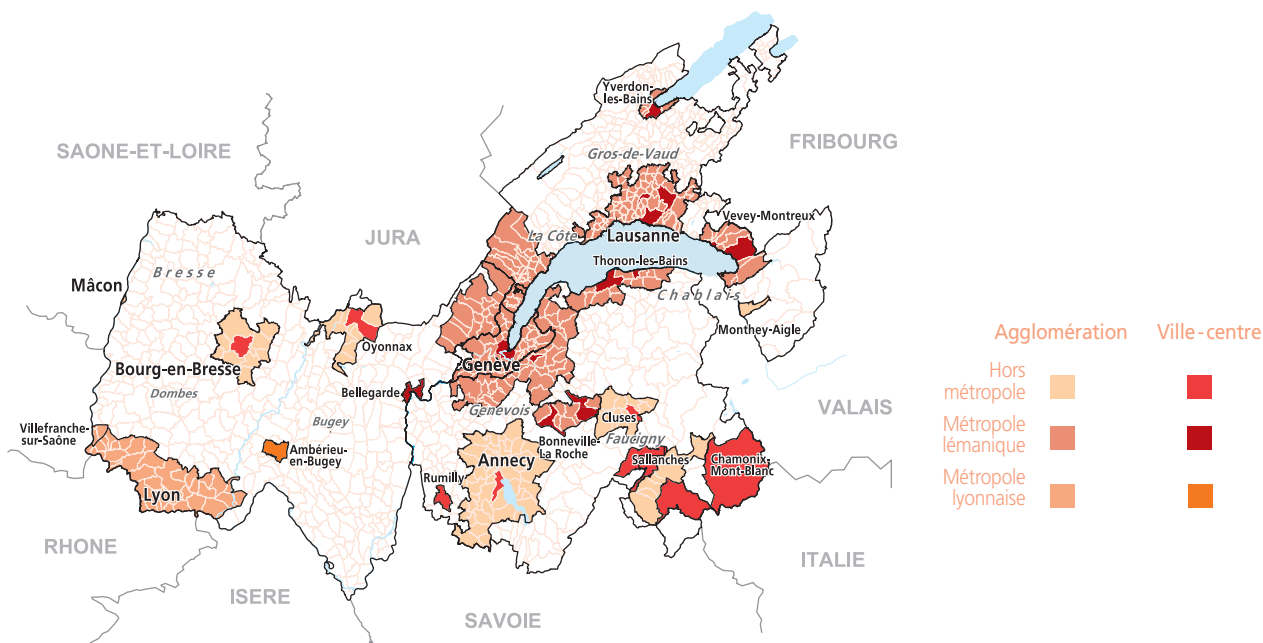 Yverdon-
les-Bains
FRIBOURG
SAONE-ET-LOIRE
Gros-de-Vaud
Vevey-Montreux
La Côte
Lausanne
JURA
Thonon-les-Bains
Bresse
Mâcon
Chablais
Monthey-Aigle
Oyonnax
Genève
Bourg-en-Bresse
Bellegarde
Dombes
Genevois
VALAIS
Bugey
Cluses
Villefranche-
sur-Saône
Bonneville-
La Roche
Faucigny
Ambérieu-
en-Bugey
Annecy
Sallanches
Chamonix-
Mont-Blanc
Rumilly
Lyon
RHONE
ITALIE
ISERE
SAVOIE
Agglomération Ville-centre
Hors
métropole
Métropole
lémanique
Métropole
lyonnaise